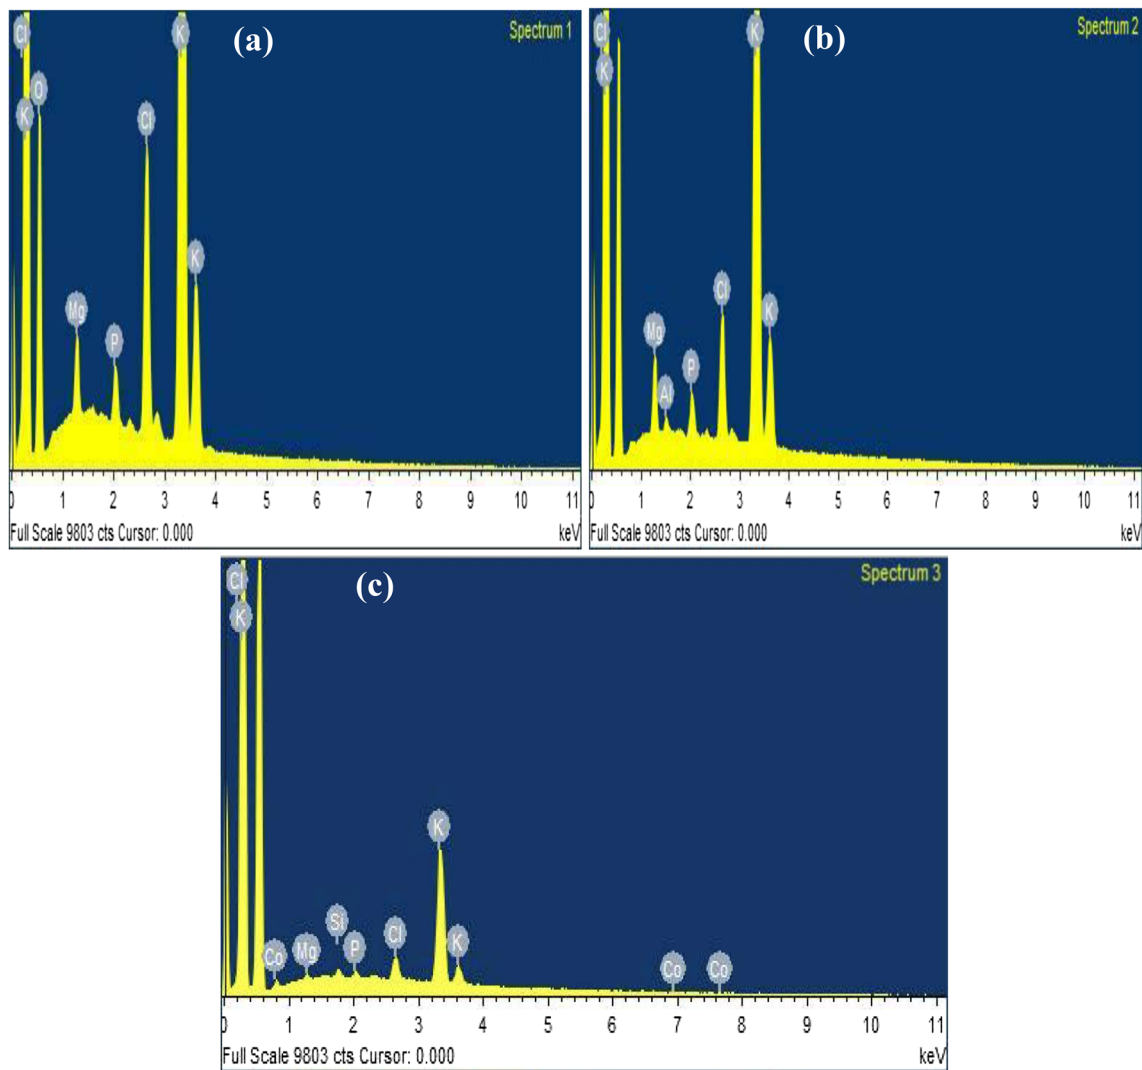 (a)
Spectrum 1
Cl
K
O
Mg
P
Cl
K
K
0 1 2 3 4 5 6 7 8 9 10 11
Full Scale 9803 cts Cursor: 0.000
keV
(b)
Spectrum 2
Cl
K
Mg
Al
P
Cl
K
K
0 1 2 3 4 5 6 7 8 9 10 11
Full Scale 9803 cts Cursor: 0.000
keV
(c)
Spectrum 3
Cl
K
Co
Mg
Si
P
Cl
K
K
Co
Co
0 1 2 3 4 5 6 7 8 9 10 11
Full Scale 9803 cts Cursor: 0.000
keV